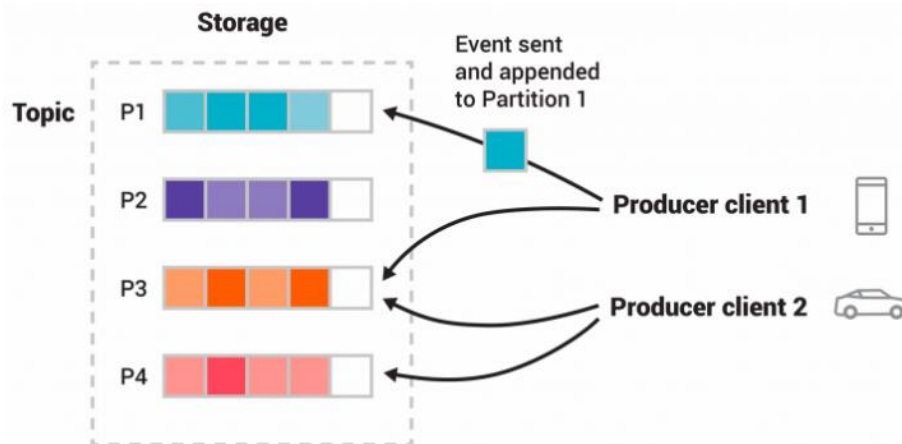 Storage
Event sent
and appended
to Partition 1
Topic
P1
P2
Producer client 1
P3
Producer client 2
P4